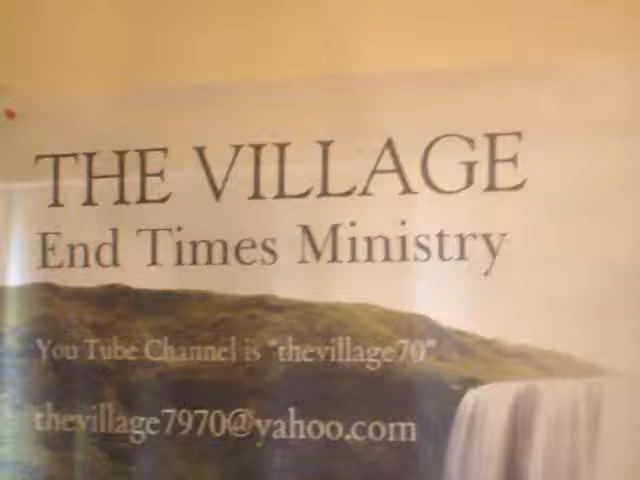 THE VILLAGE
End Times Ministry
You Tube Channel is "thevillage70"
thevillage7970@yahoo.com